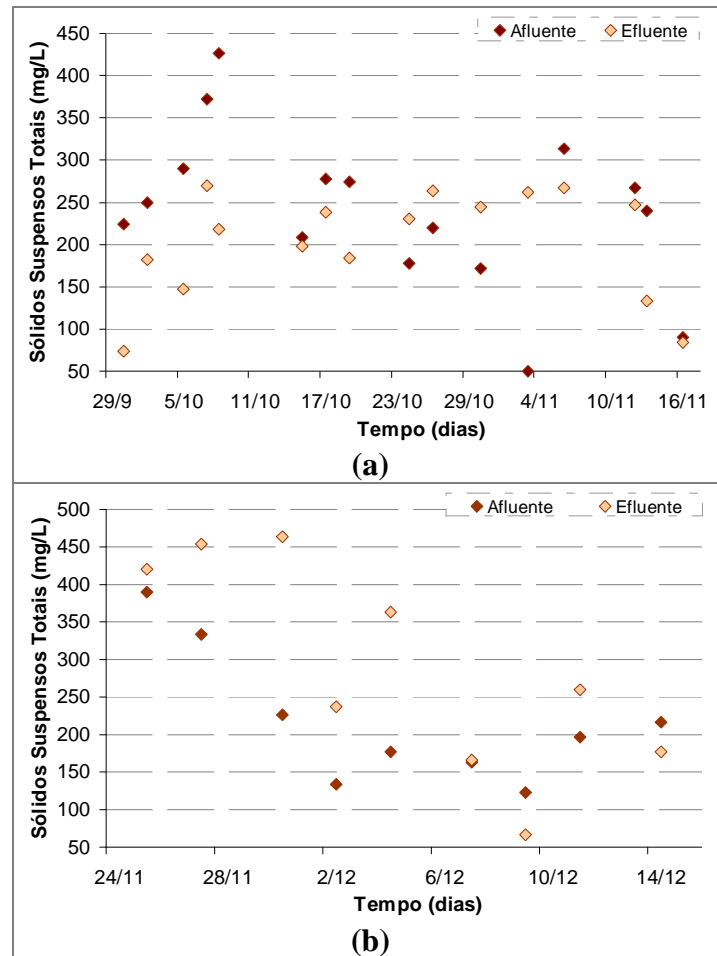 Afluente Efluente
Sólidos Suspensos Totais (mg/L)
450
400
350
300
250
200
150
100
50
29/9 5/10 11/10 17/10 23/10 29/10 4/11 10/11 16/11
Tempo (dias)
(a)
Afluente Efluente
Sólidos Suspensos Totais (mg/L)
500
450
400
350
300
250
200
150
100
50
24/11 28/11 2/12 6/12 10/12 14/12
Tempo (dias)
(b)